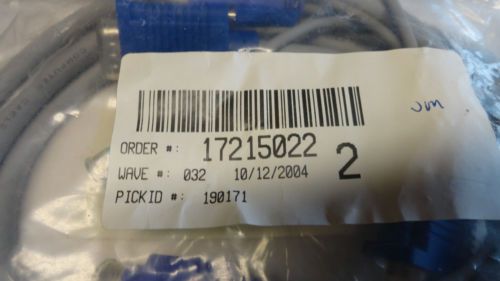 ORDER #: 17215022
WAVE #: 032 10/12/2004 2
PICKID #: 190171